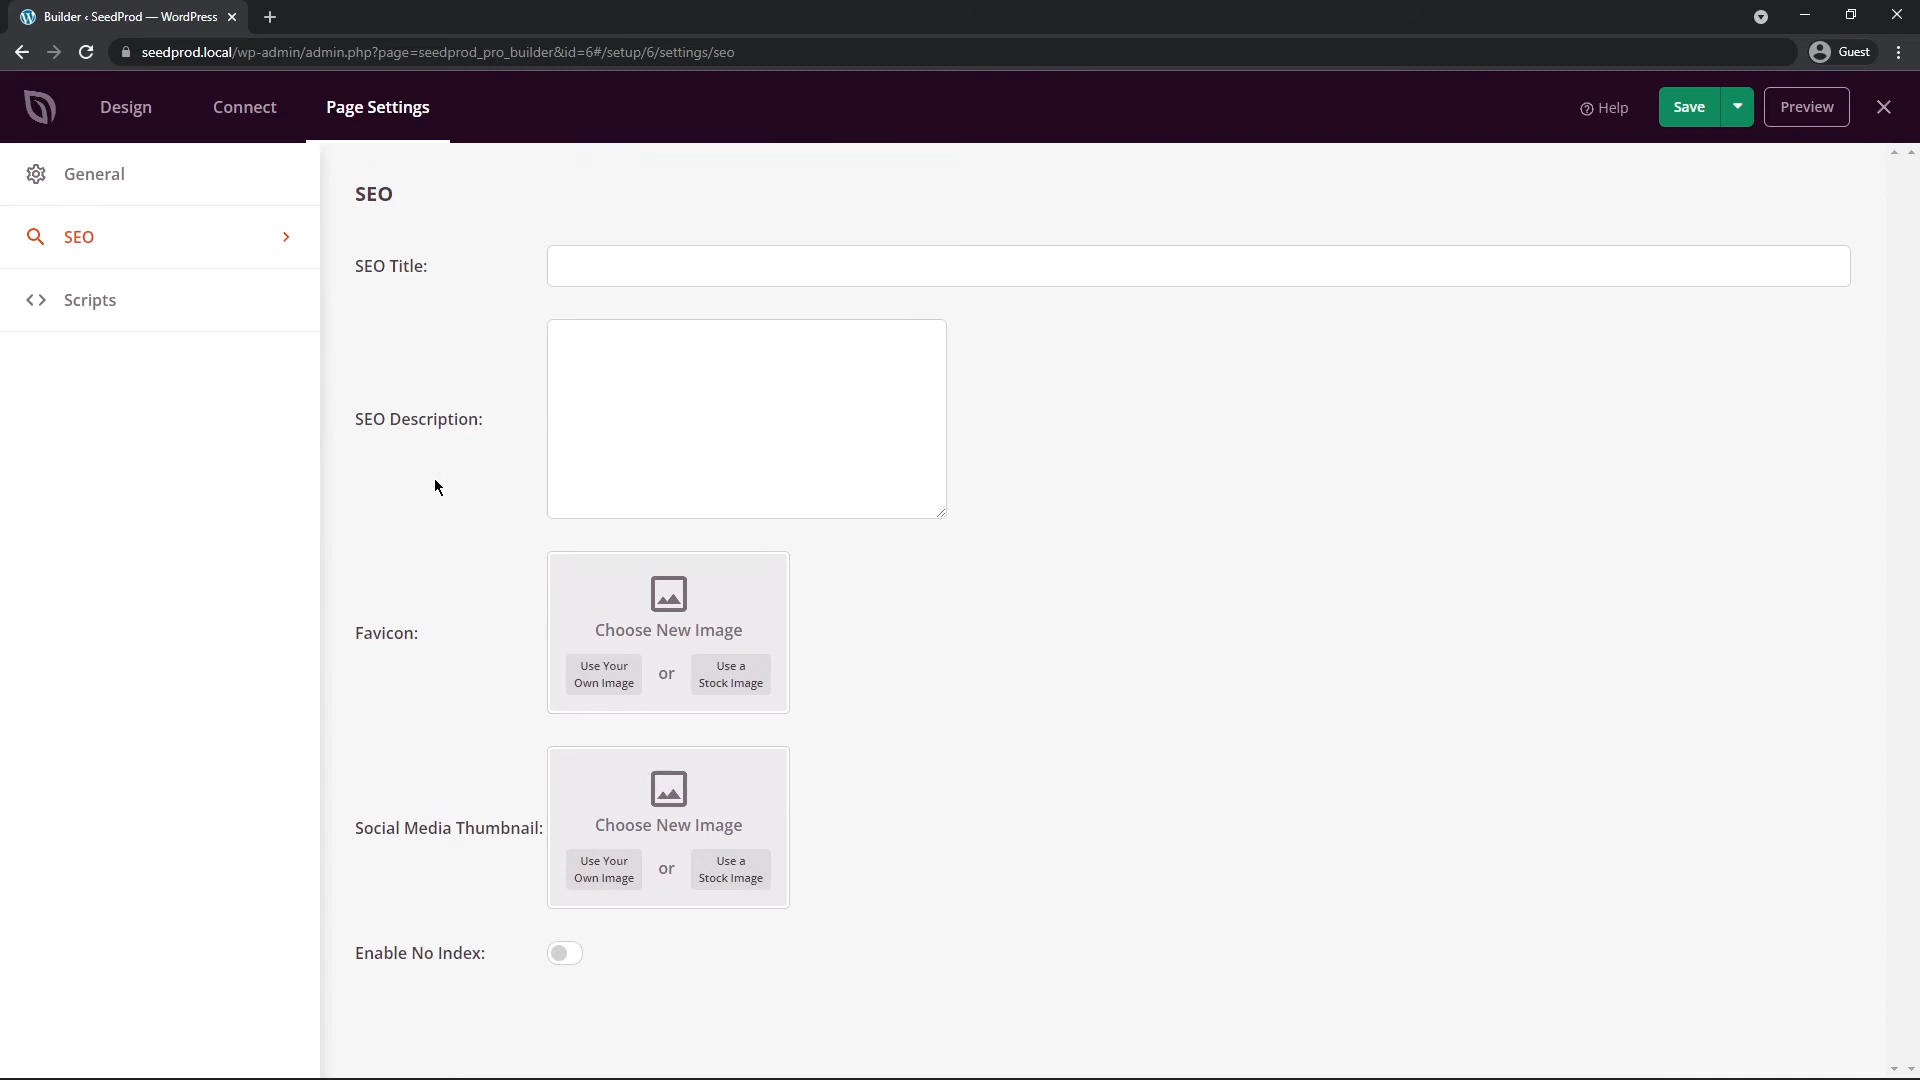 Builder ‹ SeedProd — WordPress
seedprod.local/wp-admin/admin.php?page=seedprod_pro_builder&id=6#/setup/6/settings/seo
Guest
Design
Connect
Page Settings
Help
Save
Preview
General
SEO
Scripts
SEO
SEO Title:
SEO Description:
Favicon:
Choose New Image
Use Your
Own Image
or
Use a
Stock Image
Social Media Thumbnail:
Choose New Image
Use Your
Own Image
or
Use a
Stock Image
Enable No Index: